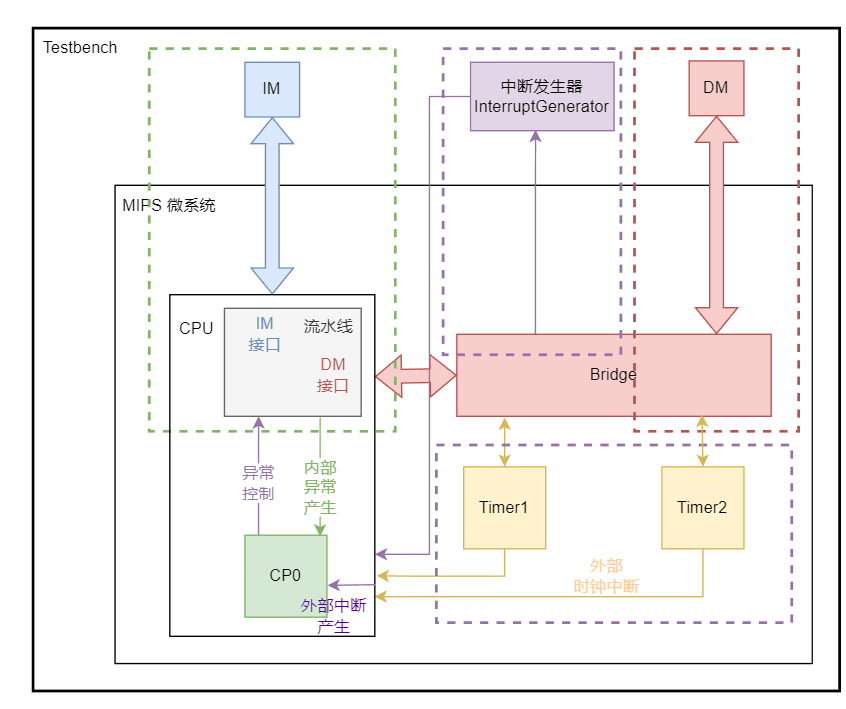 Testbench
IM
中断发生器
InterruptGenerator
DM
MIPS 微系统
CPU
IM
接口
流水线
DM
接口
Bridge
异常
控制
内部
异常
产生
Timer1
Timer2
CP0
外部
时钟中断
外部中断
产生